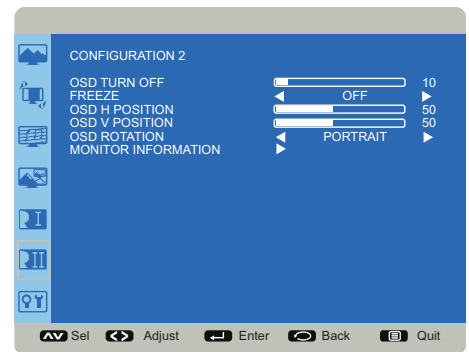 CONFIGURATION 2
OSD TURN OFF 10
FREEZE OFF
OSD H POSITION 50
OSD V POSITION 50
OSD ROTATION PORTRAIT
MONITOR INFORMATION
I
II
Sel Adjust Enter Back Quit